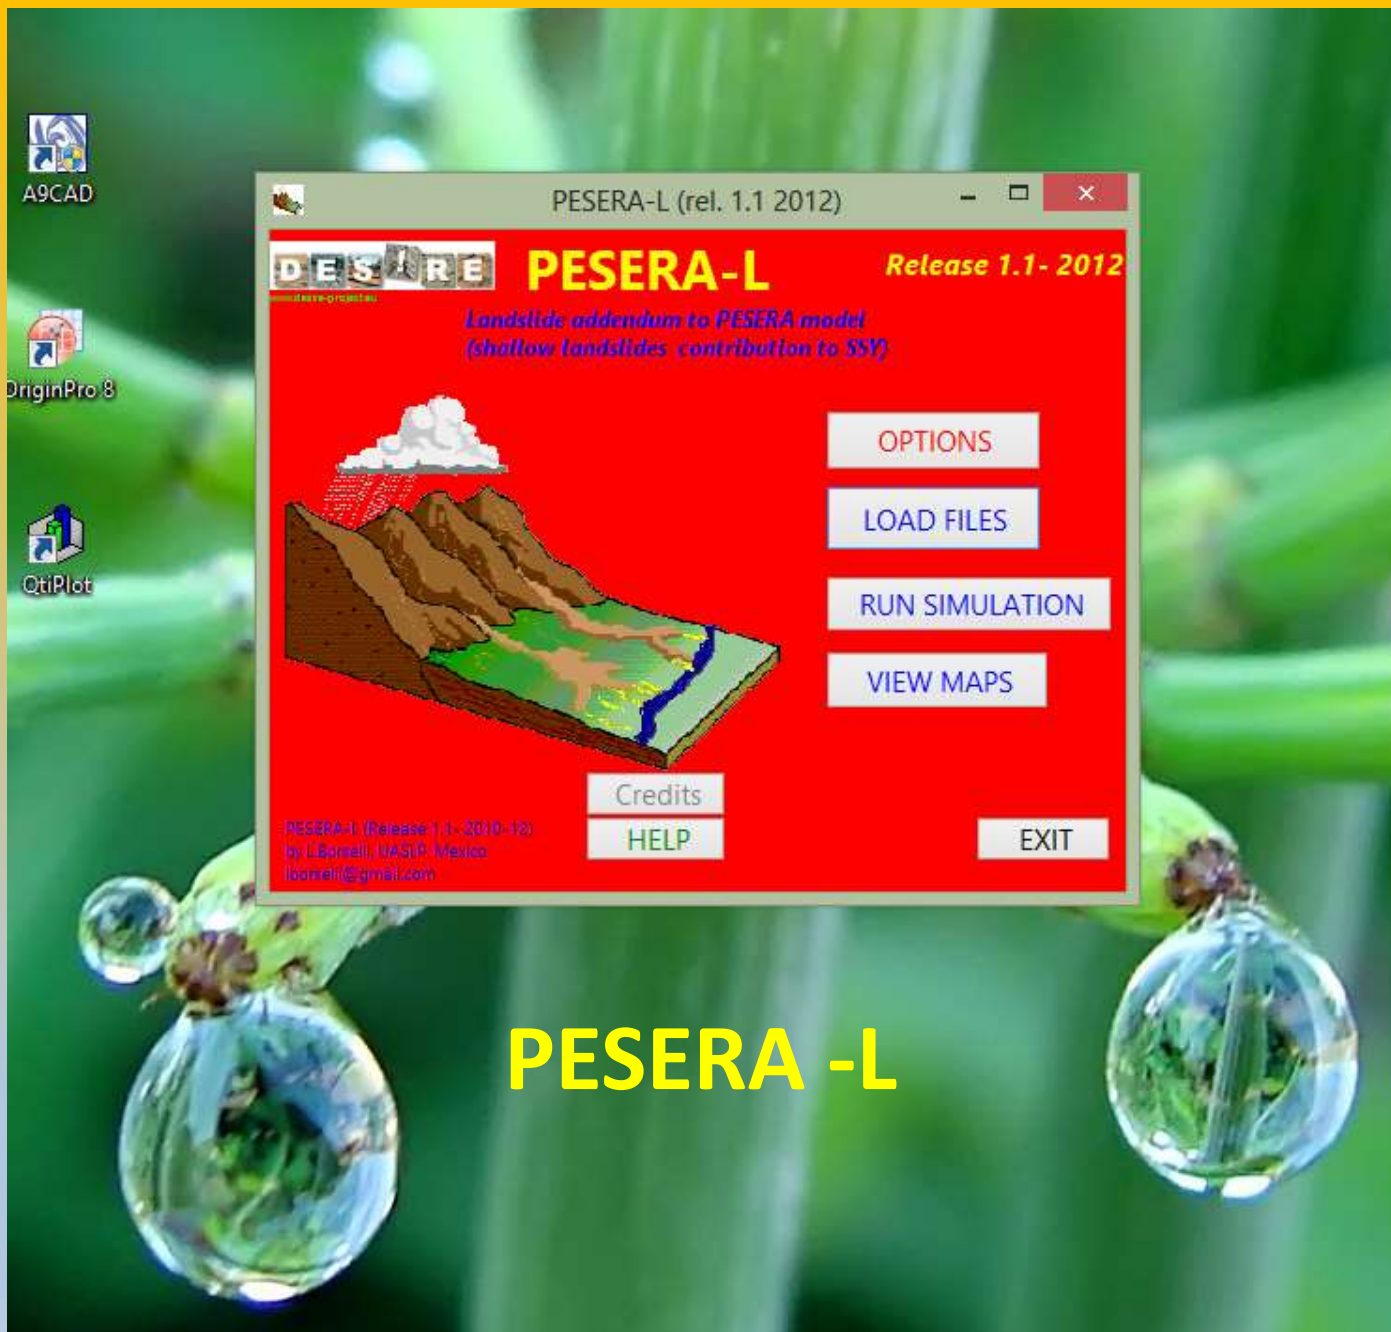 A9CAD
OriginPro 8
QtiPlot
PESERA-L (rel. 1.1 2012)
DESIRE
PESERA-L
Release 1.1- 2012
Landslide addendum to PESERA model
(shallow landslides contribution to SSY)
OPTIONS
LOAD FILES
RUN SIMULATION
VIEW MAPS
Credits
HELP
EXIT
PESERA-L (Release 1.1- 2010-12)
by L.Borselli, UASLP, Mexico
lborselli@gmail.com
PESERA -L